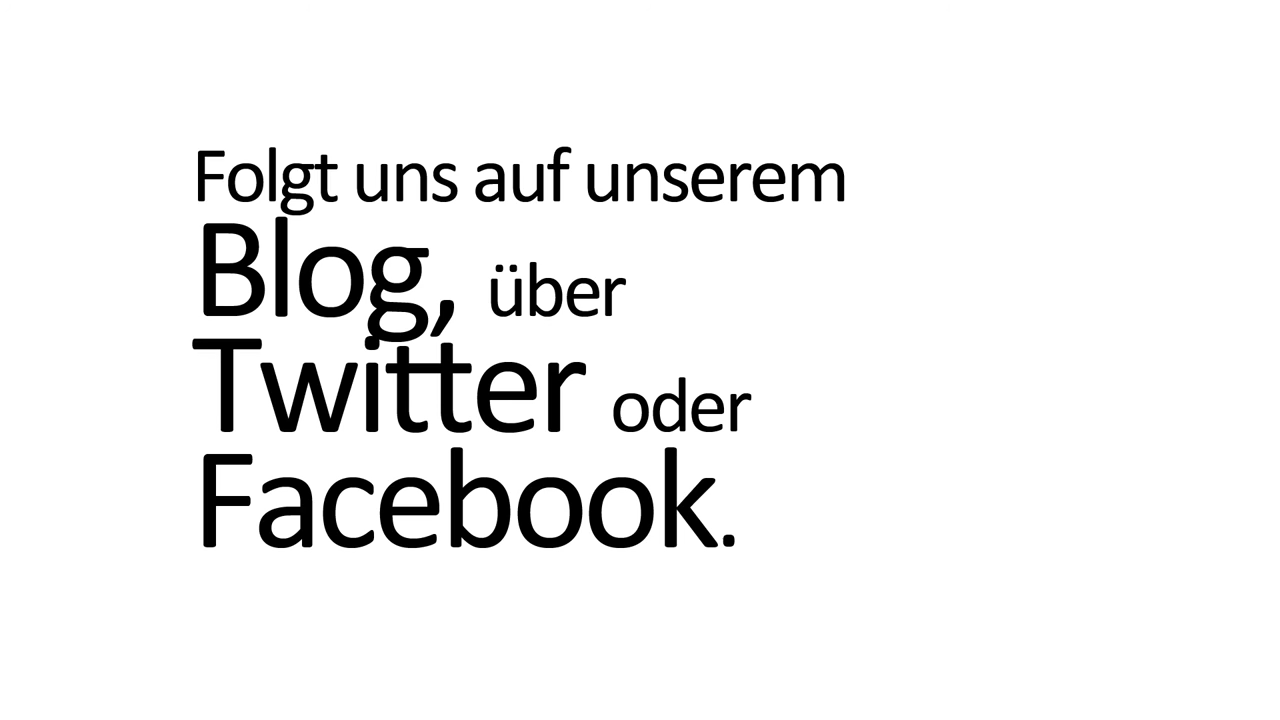 Folgt uns auf unserem
Blog, über
Twitter oder
Facebook.